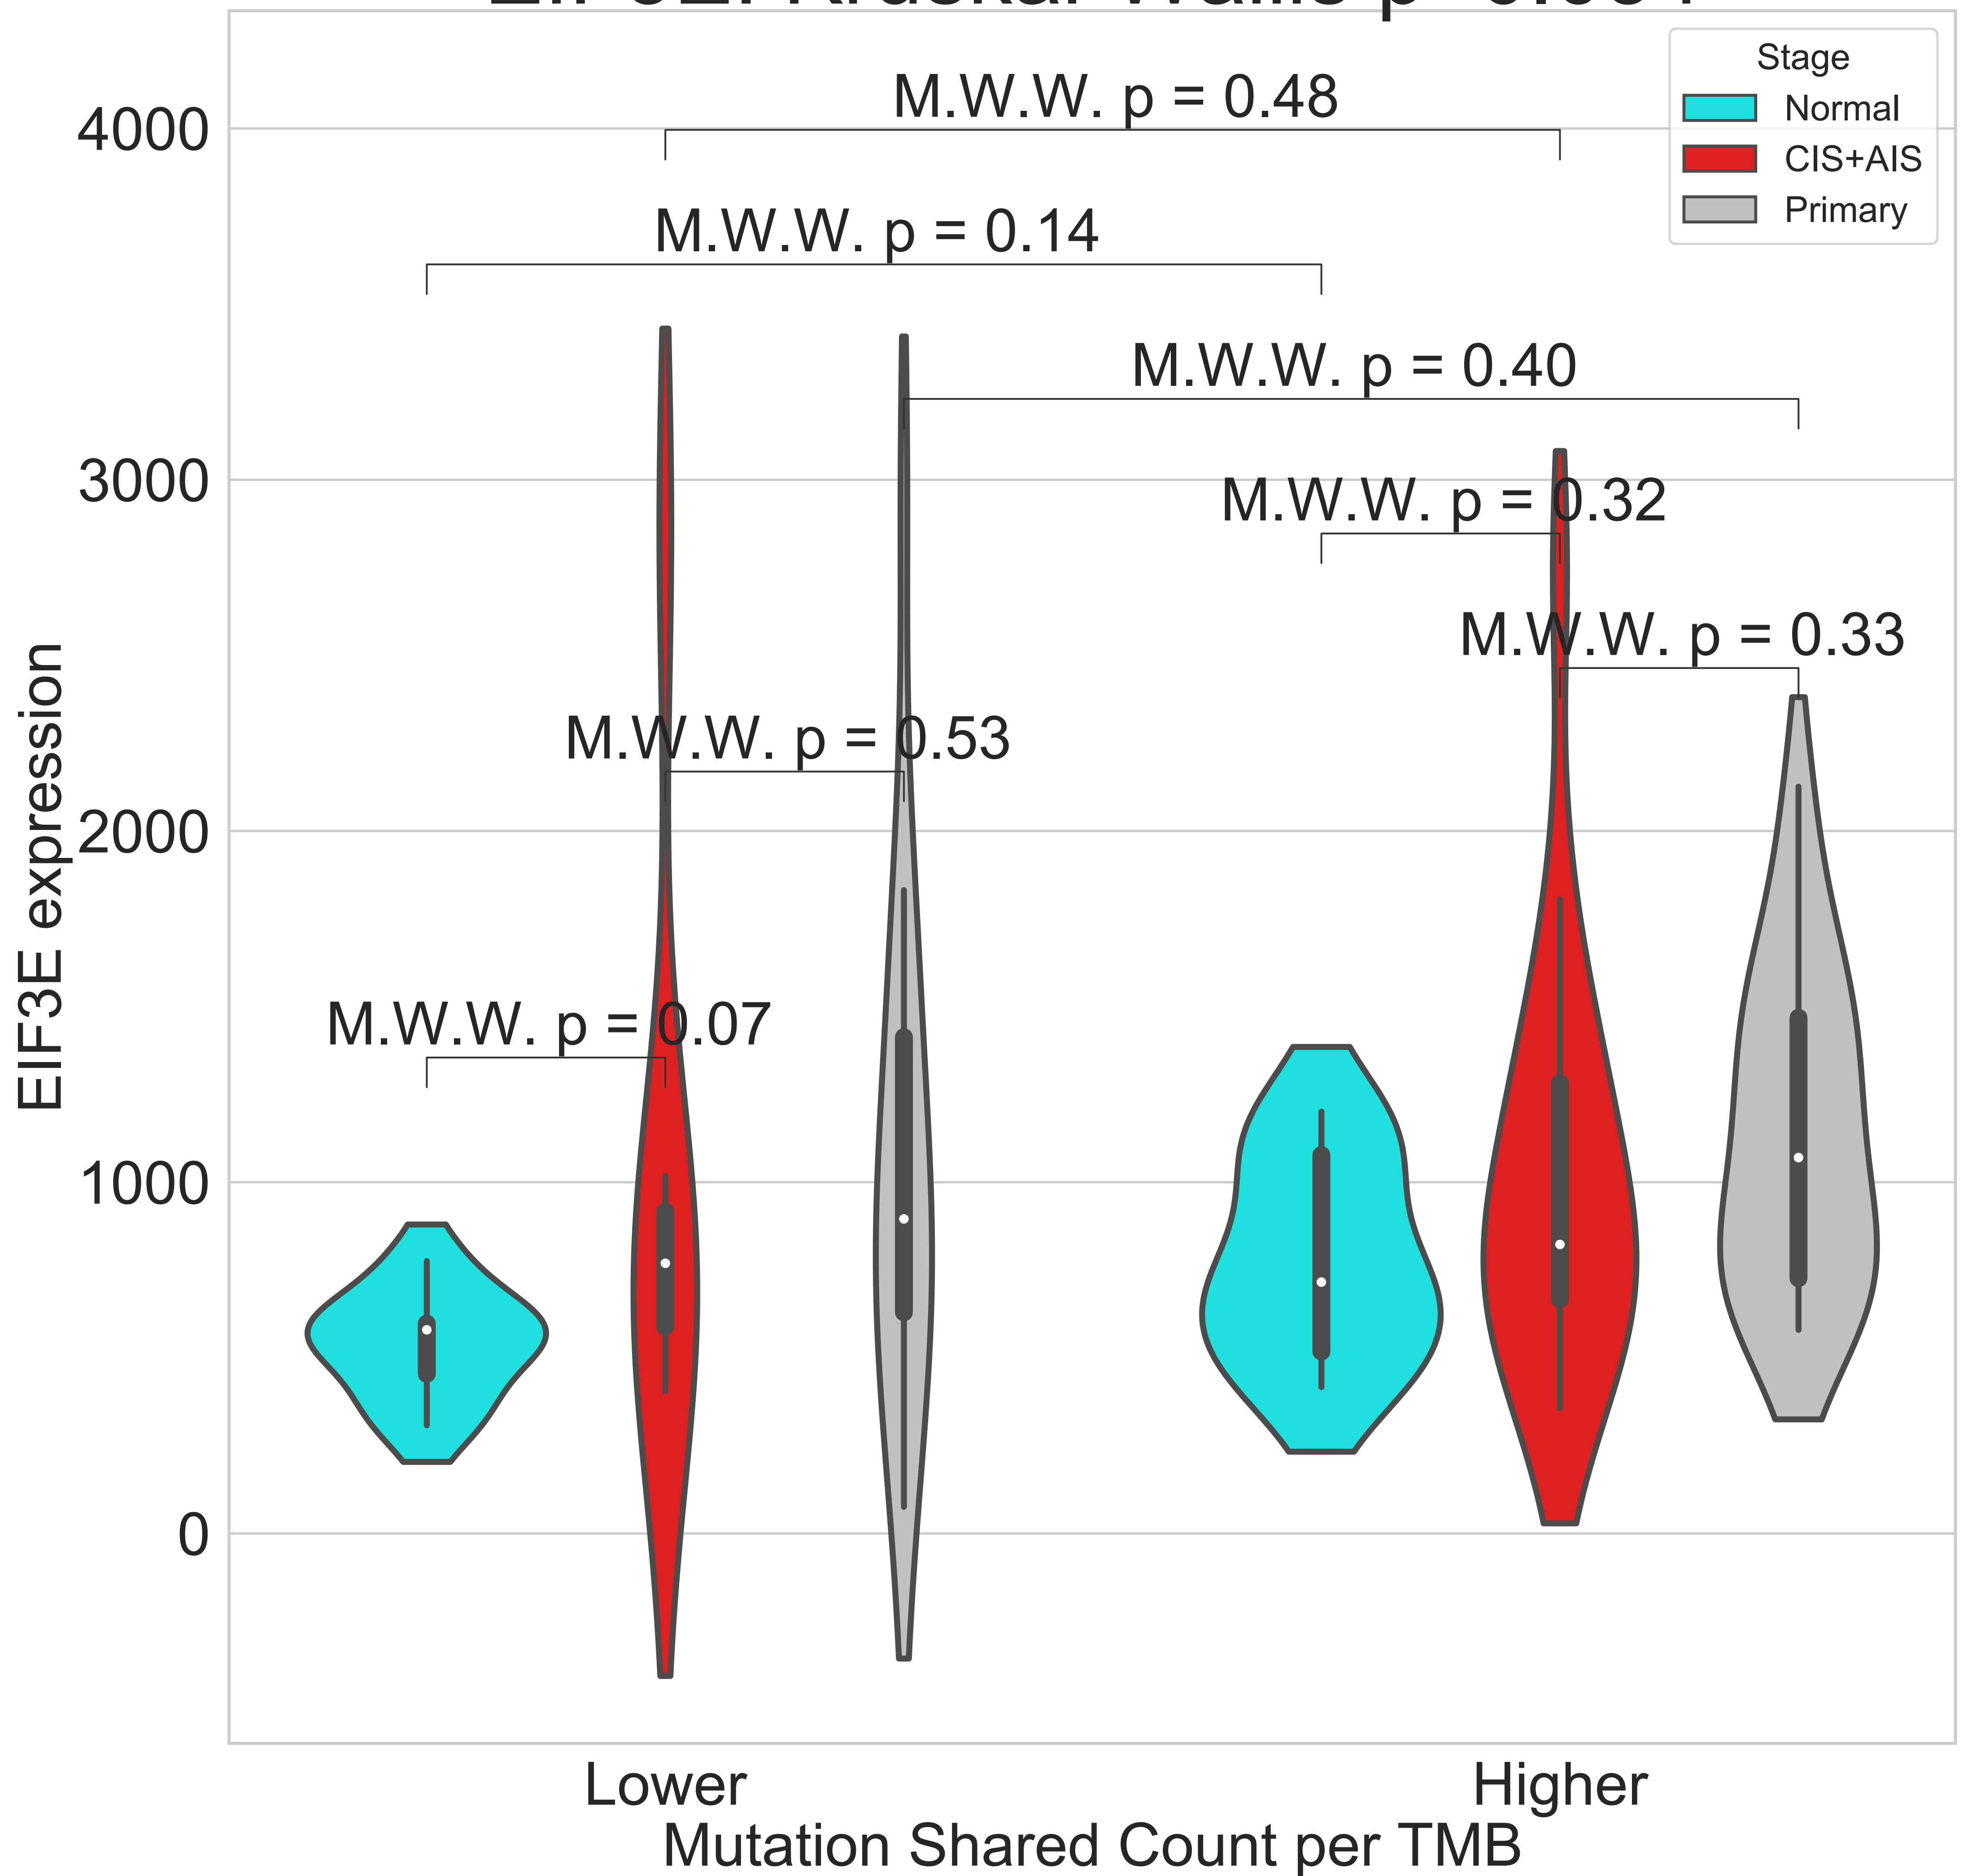 Stage
Normal
CIS+AIS
Primary
M.W.W. p = 0.48
M.W.W. p = 0.14
M.W.W. p = 0.40
M.W.W. p = 0.32
M.W.W. p = 0.33
M.W.W. p = 0.53
M.W.W. p = 0.07
4000
3000
2000
1000
0
EIF3E expression
Lower
Higher
Mutation Shared Count per TMB